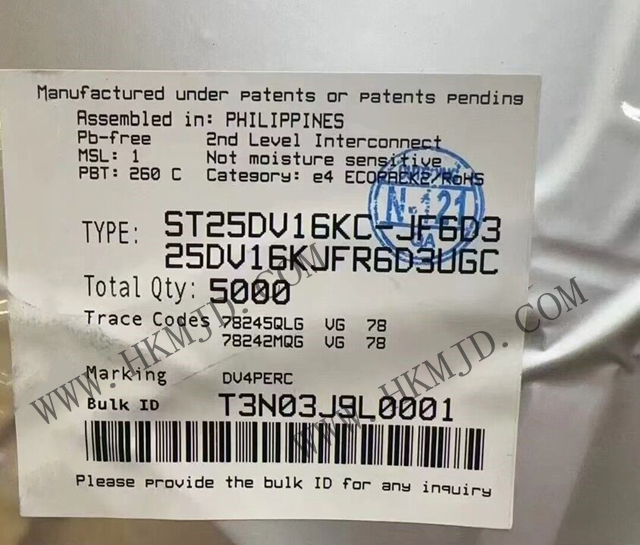 Manufactured under patents or patents pending
Assembled in: PHILIPPINES
Pb-free 2nd Level Interconnect
MSL: 1 Not moisture sensitive
PBT: 260 C Category: e4 ECOPACK2/RoHS
N. 121
QA
TYPE: ST25DV16KC-JF6D3
25DV16KJFR6D3UGC
Total Qty: 5000
Trace Codes 78245QLG VG 78
78242MQG VG 78
Marking DV4PERC
Bulk ID T3N03J9L0001
Please provide the bulk ID for any inquiry
WWW.HKMJD.COM
WWW.HKMJD.COM